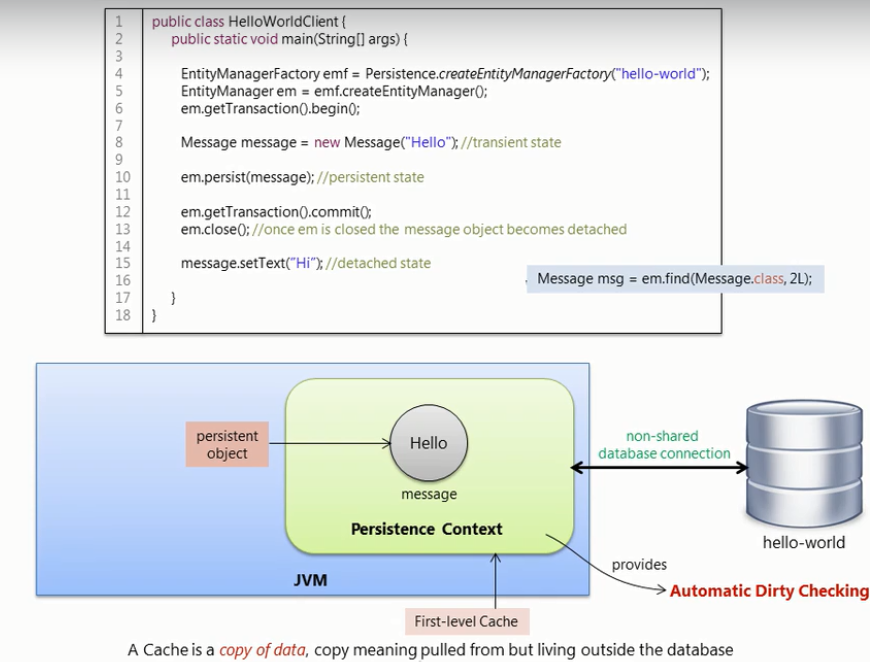 1 public class HelloWorldClient {
2 public static void main(String[] args) {
3
4 EntityManagerFactory emf = Persistence.createEntityManagerFactory("hello-world");
5 EntityManager em = emf.createEntityManager();
6 em.getTransaction().begin();
7
8 Message message = new Message("Hello"); //transient state
9
10 em.persist(message); //persistent state
11
12 em.getTransaction().commit();
13 em.close(); //once em is closed the message object becomes detached
14
15 message.setText("Hi"); //detached state
16
Message msg = em.find(Message.class, 2L);
17 }
18 }
persistent
object
Hello
message
Persistence Context
JVM
non-shared
database connection
hello-world
provides
Automatic Dirty Checking
First-level Cache
A Cache is a copy of data, copy meaning pulled from but living outside the database